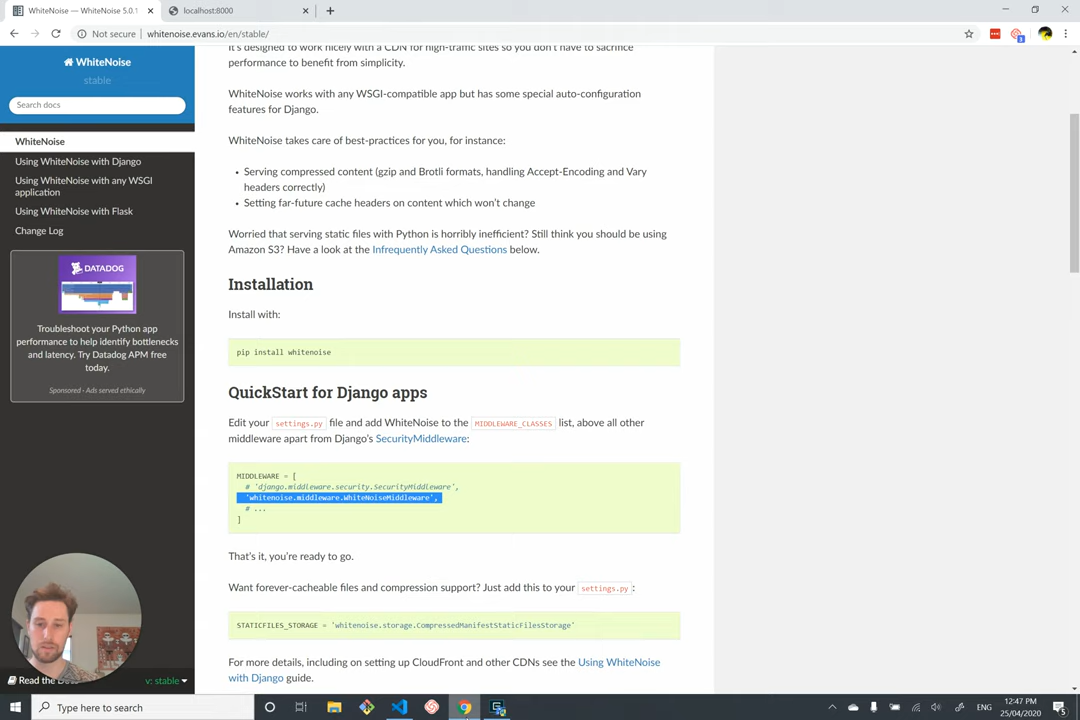 WhiteNoise — WhiteNoise 5.0.1
localhost:8000
Not secure
whitenoise.evans.io/en/stable/
WhiteNoise
stable
Search docs
WhiteNoise
Using WhiteNoise with Django
Using WhiteNoise with any WSGI
application
Using WhiteNoise with Flask
Change Log
DATADOG
Troubleshoot your Python app
performance to help identify bottlenecks
and latency. Try Datadog APM free
today.
Sponsored · Ads served ethically
Read the
v: stable
It's designed to work nicely with a CDN for high-traffic sites so you don't have to sacrifice
performance to benefit from simplicity.
WhiteNoise works with any WSGI-compatible app but has some special auto-configuration
features for Django.
WhiteNoise takes care of best-practices for you, for instance:
• Serving compressed content (gzip and Brotli formats, handling Accept-Encoding and Vary
headers correctly)
• Setting far-future cache headers on content which won't change
Worried that serving static files with Python is horribly inefficient? Still think you should be using
Amazon S3? Have a look at the Infrequently Asked Questions below.
Installation
Install with:
pip install whitenoise
QuickStart for Django apps
Edit your settings.py file and add WhiteNoise to the MIDDLEWARE_CLASSES list, above all other
middleware apart from Django's SecurityMiddleware:
MIDDLEWARE = [
# 'django.middleware.security.SecurityMiddleware',
'whitenoise.middleware.WhiteNoiseMiddleware',
# ...
]
That's it, you're ready to go.
Want forever-cacheable files and compression support? Just add this to your settings.py:
STATICFILES_STORAGE = 'whitenoise.storage.CompressedManifestStaticFilesStorage'
For more details, including on setting up CloudFront and other CDNs see the Using WhiteNoise
with Django guide.
Type here to search
ENG
12:47 PM
25/04/2020